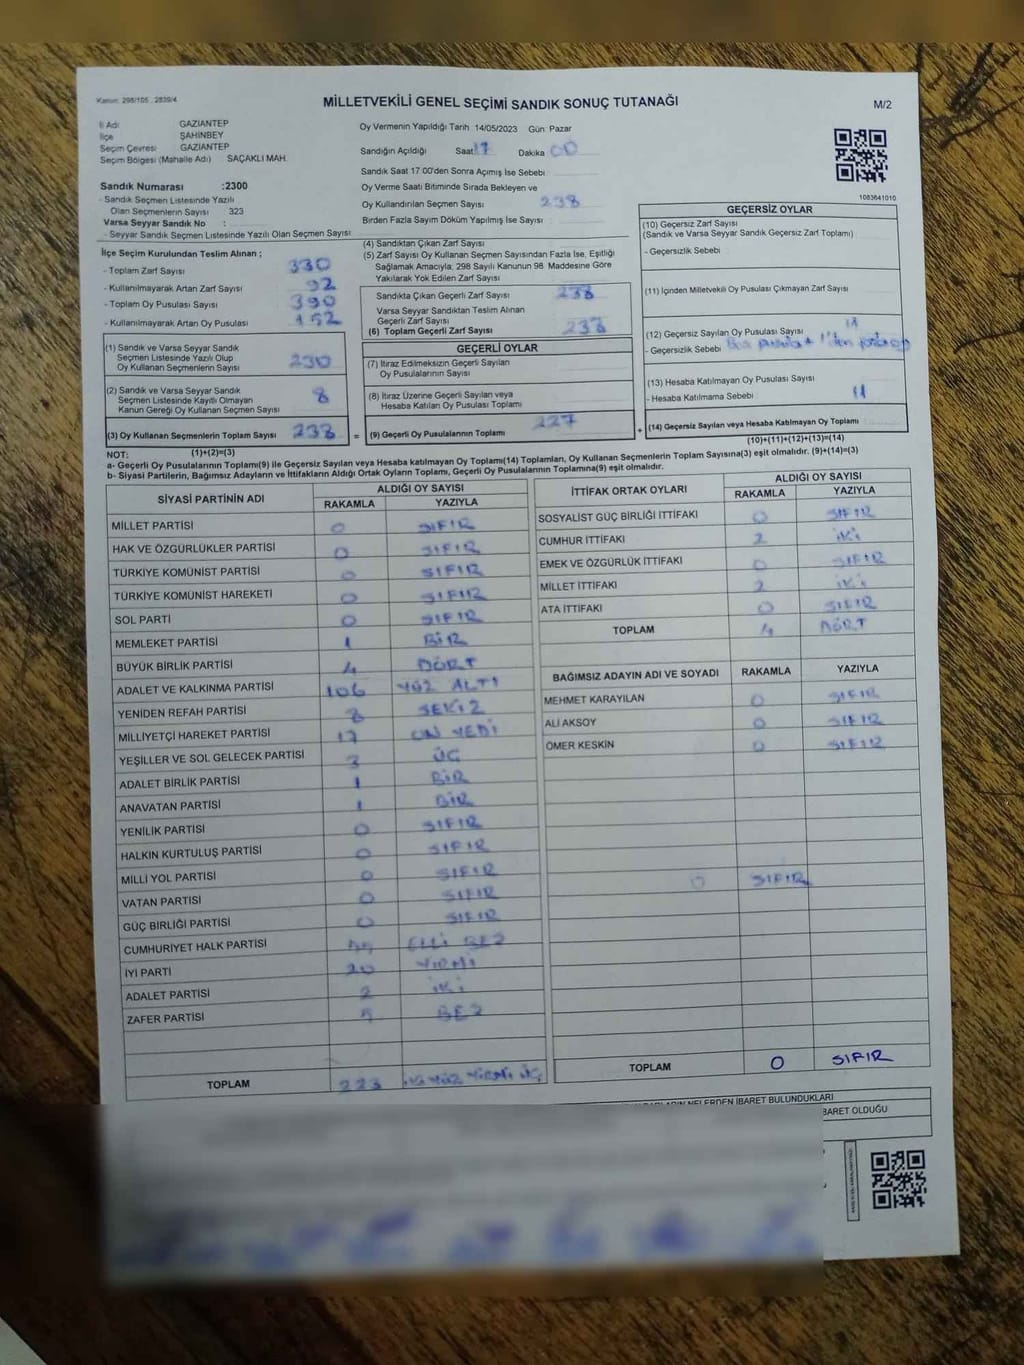 Kanun: 298/105 . 2839/4
MİLLETVEKİLİ GENEL SEÇİMİ SANDIK SONUÇ TUTANAĞI
M/2
İl Adı GAZİANTEP
İlçe ŞAHİNBEY
Seçim Çevresi GAZİANTEP
Seçim Bölgesi (Mahalle Adı) SAÇAKLI MAH.
Sandık Numarası :2300
- Sandık Seçmen Listesinde Yazılı
Olan Seçmenlerin Sayısı 323
Varsa Seyyar Sandık No :
- Seyyar Sandık Seçmen Listesinde Yazılı Olan Seçmen Sayısı:
Oy Vermenin Yapıldığı Tarih 14/05/2023 Gün Pazar
Sandığın Açıldığı Saat 17 Dakika 00
Sandık Saat 17 00'den Sonra Açımış İse Sebebi
Oy Verme Saati Bitiminde Sırada Bekleyen ve
Oy Kullandırılan Seçmen Sayısı 238
Birden Fazla Sayım Döküm Yapılmış İse Sayısı
1083641010
İlçe Seçim Kurulundan Teslim Alınan ;
- Toplam Zarf Sayısı 330
- Kullanılmayarak Artan Zarf Sayısı 92
- Toplam Oy Pusulası Sayısı 390
- Kullanılmayarak Artan Oy Pusulası 152
(1) Sandık ve Varsa Seyyar Sandık
Seçmen Listesinde Yazılı Olup
Oy Kullanan Seçmenlerin Sayısı 230
(2) Sandık ve Varsa Seyyar Sandık
Seçmen Listesinde Kayıtlı Olmayan
Kanun Gereği Oy Kullanan Seçmen Sayısı 8
(3) Oy Kullanan Seçmenlerin Toplam Sayısı 238 =
(4) Sandıktan Çıkan Zarf Sayısı
(5) Zarf Sayısı Oy Kullanan Seçmen Sayısından Fazla İse, Eşitliği
Sağlamak Amacıyla; 298 Sayılı Kanunun 98. Maddesine Göre
Yakılarak Yok Edilen Zarf Sayısı
Sandıkta Çıkan Geçerli Zarf Sayısı 238
Varsa Seyyar Sandıktan Teslim Alınan
Geçerli Zarf Sayısı
(6) Toplam Geçerli Zarf Sayısı 238
GEÇERLİ OYLAR
(7) İtiraz Edilmeksizin Geçerli Sayılan
Oy Pusulalarının Sayısı
(8) İtiraz Üzerine Geçerli Sayılan veya
Hesaba Katılan Oy Pusulası Toplamı
(9) Geçerli Oy Pusulalarının Toplamı 227 +
GEÇERSİZ OYLAR
(10) Geçersiz Zarf Sayısı
(Sandık ve Varsa Seyyar Sandık Geçersiz Zarf Toplamı)
- Geçersizlik Sebebi
(11) İçinden Milletvekili Oy Pusulası Çıkmayan Zarf Sayısı
(12) Geçersiz Sayılan Oy Pusulası Sayısı 11
- Geçersizlik Sebebi
(13) Hesaba Katılmayan Oy Pusulası Sayısı
- Hesaba Katılmama Sebebi 11
(14) Geçersiz Sayılan veya Hesaba Katılmayan Oy Toplamı
NOT: (1)+(2)=(3)
(10)+(11)+(12)+(13)=(14)
a- Geçerli Oy Pusulalarının Toplamı(9) ile Geçersiz Sayılan veya Hesaba Katılmayan Oy Toplamı(14) Toplamları, Oy Kullanan Seçmenlerin Toplam Sayısına(3) eşit olmalıdır. (9)+(14)=(3)
b- Siyasi Partilerin, Bağımsız Adayların ve İttifakların Aldığı Ortak Oyların Toplamı, Geçerli Oy Pusulalarının Toplamına(9) eşit olmalıdır.
SİYASİ PARTİNİN ADI ALDIĞI OY SAYISI
RAKAMLA YAZIYLA
MİLLET PARTİSİ 0 SIFIR
HAK VE ÖZGÜRLÜKLER PARTİSİ 0 SIFIR
TÜRKİYE KOMÜNİST PARTİSİ 0 SIFIR
TÜRKİYE KOMÜNİST HAREKETİ 0 SIFIR
SOL PARTİ 0 SIFIR
MEMLEKET PARTİSİ 1 BİR
BÜYÜK BİRLİK PARTİSİ 4 DÖRT
ADALET VE KALKINMA PARTİSİ 106 YÜZ ALTI
YENİDEN REFAH PARTİSİ 8 SEKİZ
MİLLİYETÇİ HAREKET PARTİSİ 17 ON YEDİ
YEŞİLLER VE SOL GELECEK PARTİSİ 3 ÜÇ
ADALET BİRLİK PARTİSİ 1 BİR
ANAVATAN PARTİSİ 1 BİR
YENİLİK PARTİSİ 0 SIFIR
HALKIN KURTULUŞ PARTİSİ 0 SIFIR
MİLLİ YOL PARTİSİ 0 SIFIR
VATAN PARTİSİ 0 SIFIR
GÜÇ BİRLİĞİ PARTİSİ 0 SIFIR
CUMHURİYET HALK PARTİSİ 55 ELLİ BEŞ
İYİ PARTİ 20 YİRMİ
ADALET PARTİSİ 2 İKİ
ZAFER PARTİSİ 5 BEŞ
TOPLAM 223 İKİ YÜZ YİRMİ ÜÇ
İTTİFAK ORTAK OYLARI ALDIĞI OY SAYISI
RAKAMLA YAZIYLA
SOSYALİST GÜÇ BİRLİĞİ İTTİFAKI 0 SIFIR
CUMHUR İTTİFAKI 2 İKİ
EMEK VE ÖZGÜRLÜK İTTİFAKI 0 SIFIR
MİLLET İTTİFAKI 2 İKİ
ATA İTTİFAKI 0 SIFIR
TOPLAM 4 DÖRT
BAĞIMSIZ ADAYIN ADI VE SOYADI RAKAMLA YAZIYLA
MEHMET KARAYILAN 0 SIFIR
ALİ AKSOY 0 SIFIR
ÖMER KESKİN 0 SIFIR
0 SIFIR
TOPLAM 0 SIFIR
NELERDEN İBARET BULUNDUKLARI
BARET OLDUĞU